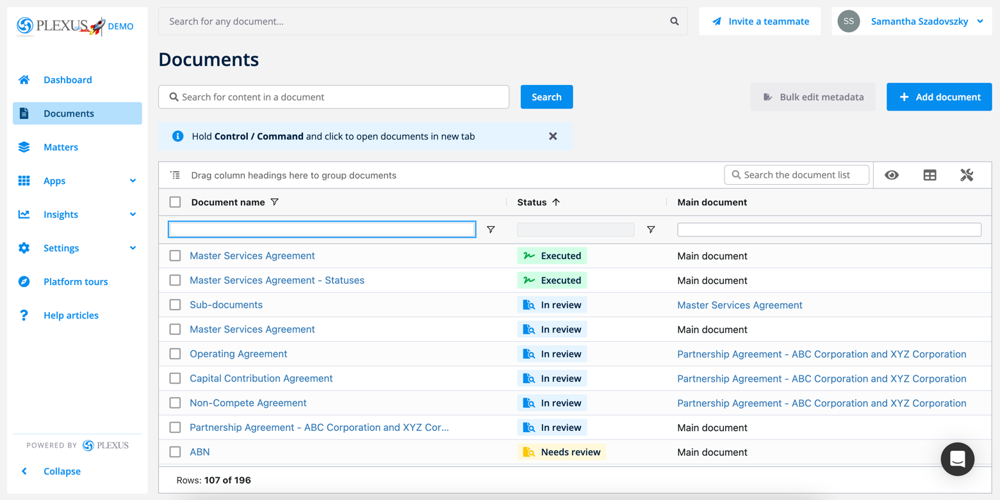 PLEXUS DEMO
Search for any document...
Invite a teammate
SS
Samantha Szadovszky
Dashboard
Documents
Matters
Apps
Insights
Settings
Platform tours
Help articles
POWERED BY PLEXUS
Collapse
Documents
Search for content in a document
Search
Bulk edit metadata
Add document
Hold Control / Command and click to open documents in new tab
Drag column headings here to group documents
Search the document list
Document name Status Main document
Master Services Agreement Executed Main document
Master Services Agreement - Statuses Executed Main document
Sub-documents In review Master Services Agreement
Master Services Agreement In review Main document
Operating Agreement In review Partnership Agreement - ABC Corporation and XYZ Corporation
Capital Contribution Agreement In review Partnership Agreement - ABC Corporation and XYZ Corporation
Non-Compete Agreement In review Partnership Agreement - ABC Corporation and XYZ Corporation
Partnership Agreement - ABC Corporation and XYZ Cor... In review Main document
ABN Needs review Main document
Rows: 107 of 196